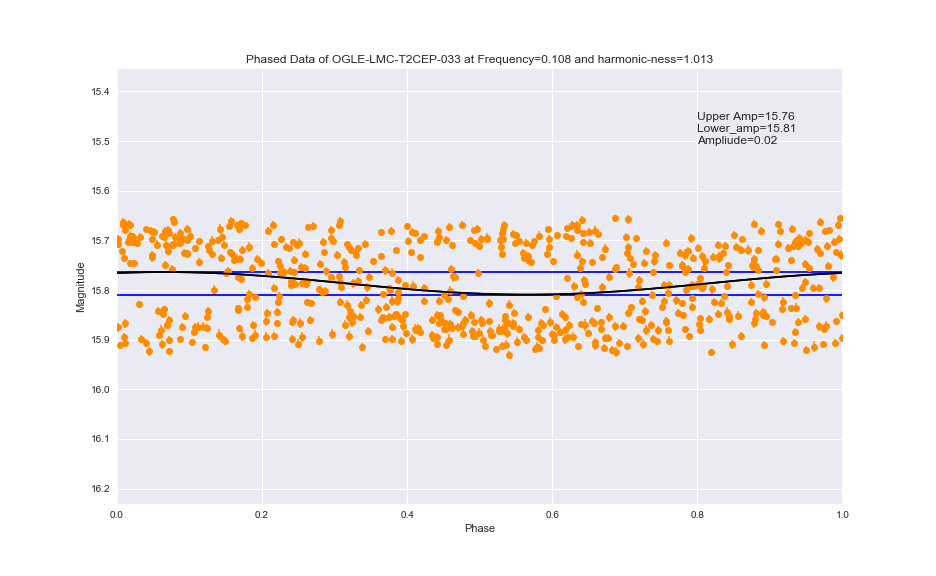 Phased Data of OGLE-LMC-T2CEP-033 at Frequency=0.108 and harmonic-ness=1.013
Upper Amp=15.76
Lower_amp=15.81
Ampliude=0.02
Magnitude
15.4
15.5
15.6
15.7
15.8
15.9
16.0
16.1
16.2
0.0 0.2 0.4 0.6 0.8 1.0
Phase